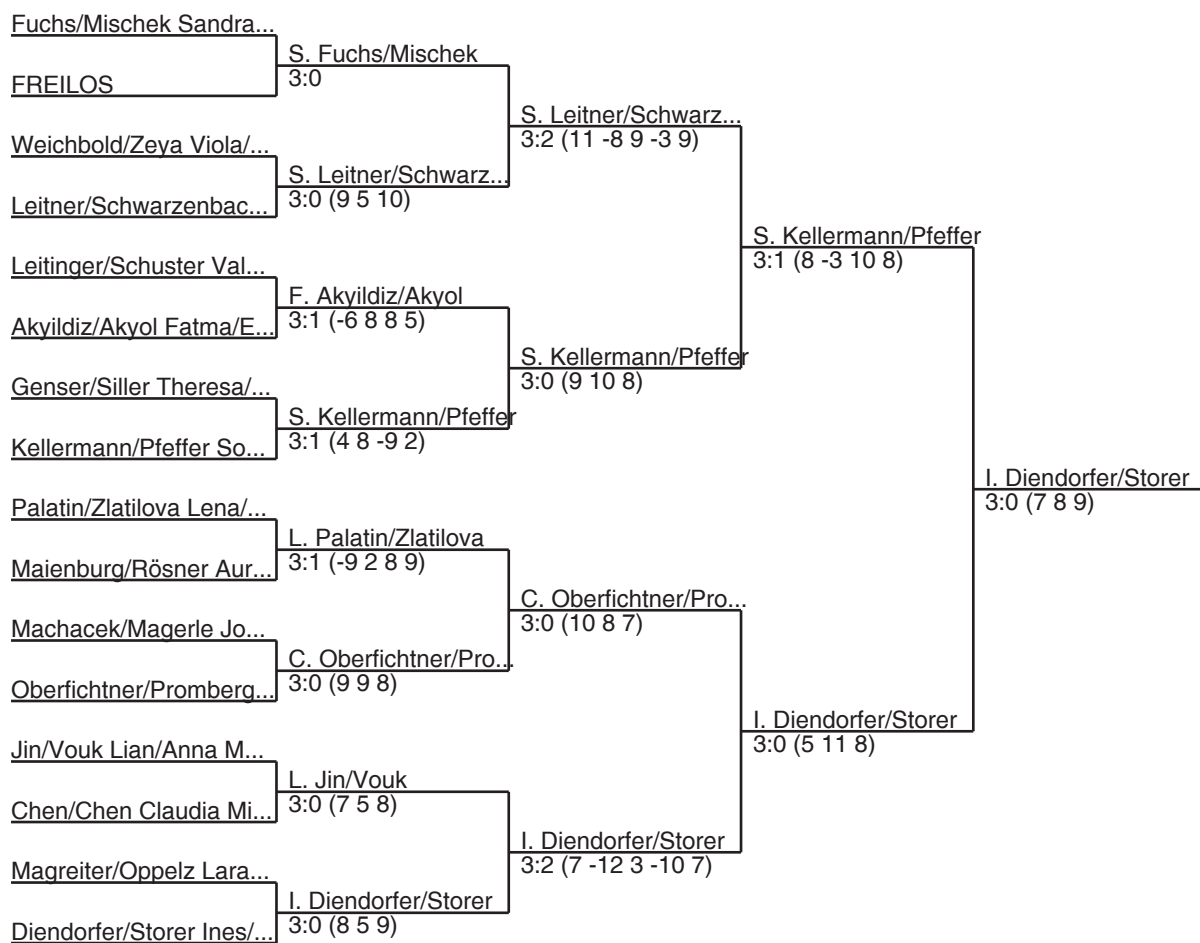 Fuchs/Mischek Sandra...
FREILOS
Weichbold/Zeya Viola/...
Leitner/Schwarzenbac...
Leitinger/Schuster Val...
Akyildiz/Akyol Fatma/E...
Genser/Siller Theresa/...
Kellermann/Pfeffer So...
Palatin/Zlatilova Lena/...
Maienburg/Rösner Aur...
Machacek/Magerle Jo...
Oberfichtner/Promberg...
Jin/Vouk Lian/Anna M...
Chen/Chen Claudia Mi...
Magreiter/Oppelz Lara...
Diendorfer/Storer Ines/...
S. Fuchs/Mischek
3:0
S. Leitner/Schwarz...
3:0 (9 5 10)
F. Akyildiz/Akyol
3:1 (-6 8 8 5)
S. Kellermann/Pfeffer
3:1 (4 8 -9 2)
L. Palatin/Zlatilova
3:1 (-9 2 8 9)
C. Oberfichtner/Pro...
3:0 (9 9 8)
L. Jin/Vouk
3:0 (7 5 8)
I. Diendorfer/Storer
3:0 (8 5 9)
S. Leitner/Schwarz...
3:2 (11 -8 9 -3 9)
S. Kellermann/Pfeffer
3:0 (9 10 8)
C. Oberfichtner/Pro...
3:0 (10 8 7)
I. Diendorfer/Storer
3:2 (7 -12 3 -10 7)
S. Kellermann/Pfeffer
3:1 (8 -3 10 8)
I. Diendorfer/Storer
3:0 (5 11 8)
I. Diendorfer/Storer
3:0 (7 8 9)